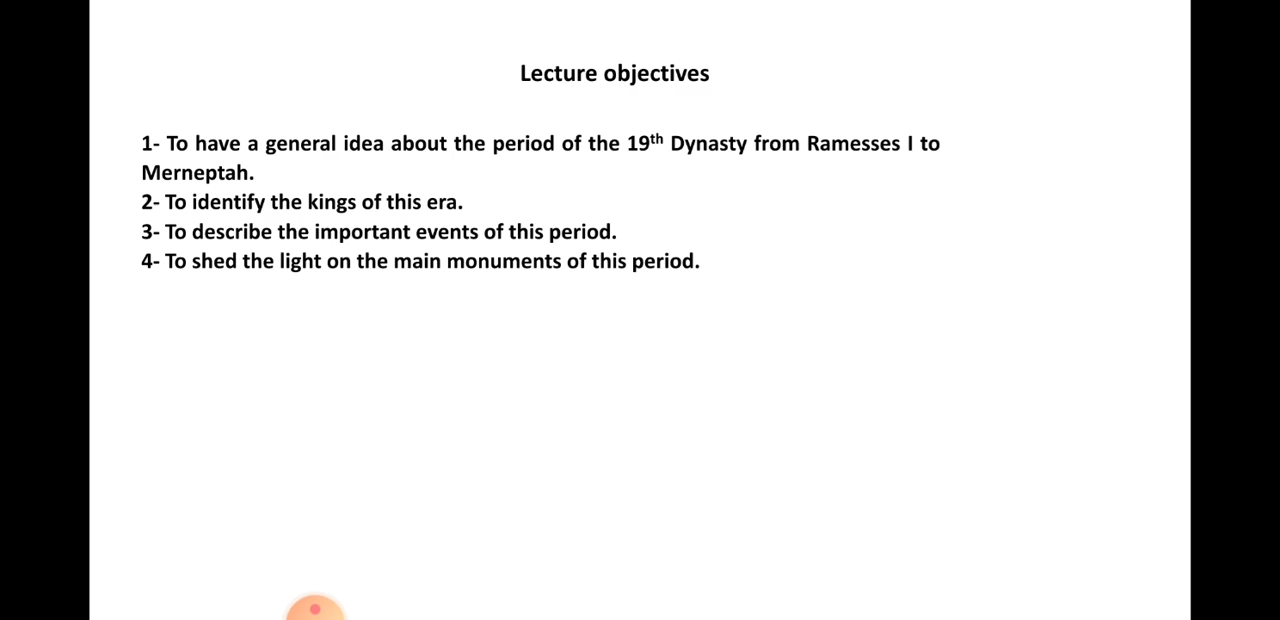 Lecture objectives
1- To have a general idea about the period of the 19th Dynasty from Ramesses I to
Merneptah.
2- To identify the kings of this era.
3- To describe the important events of this period.
4- To shed the light on the main monuments of this period.